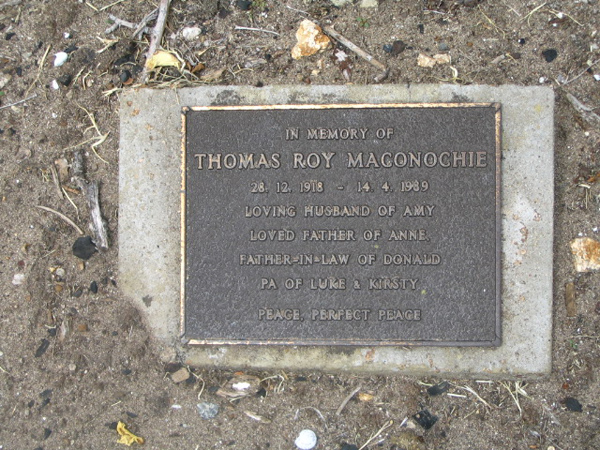 IN MEMORY OF
THOMAS ROY MACONOCHIE
28. 12. 1918 - 14. 4. 1989
LOVING HUSBAND OF AMY
LOVED FATHER OF ANNE
FATHER-IN-LAW OF DONALD
PA OF LUKE & KIRSTY
PEACE, PERFECT PEACE